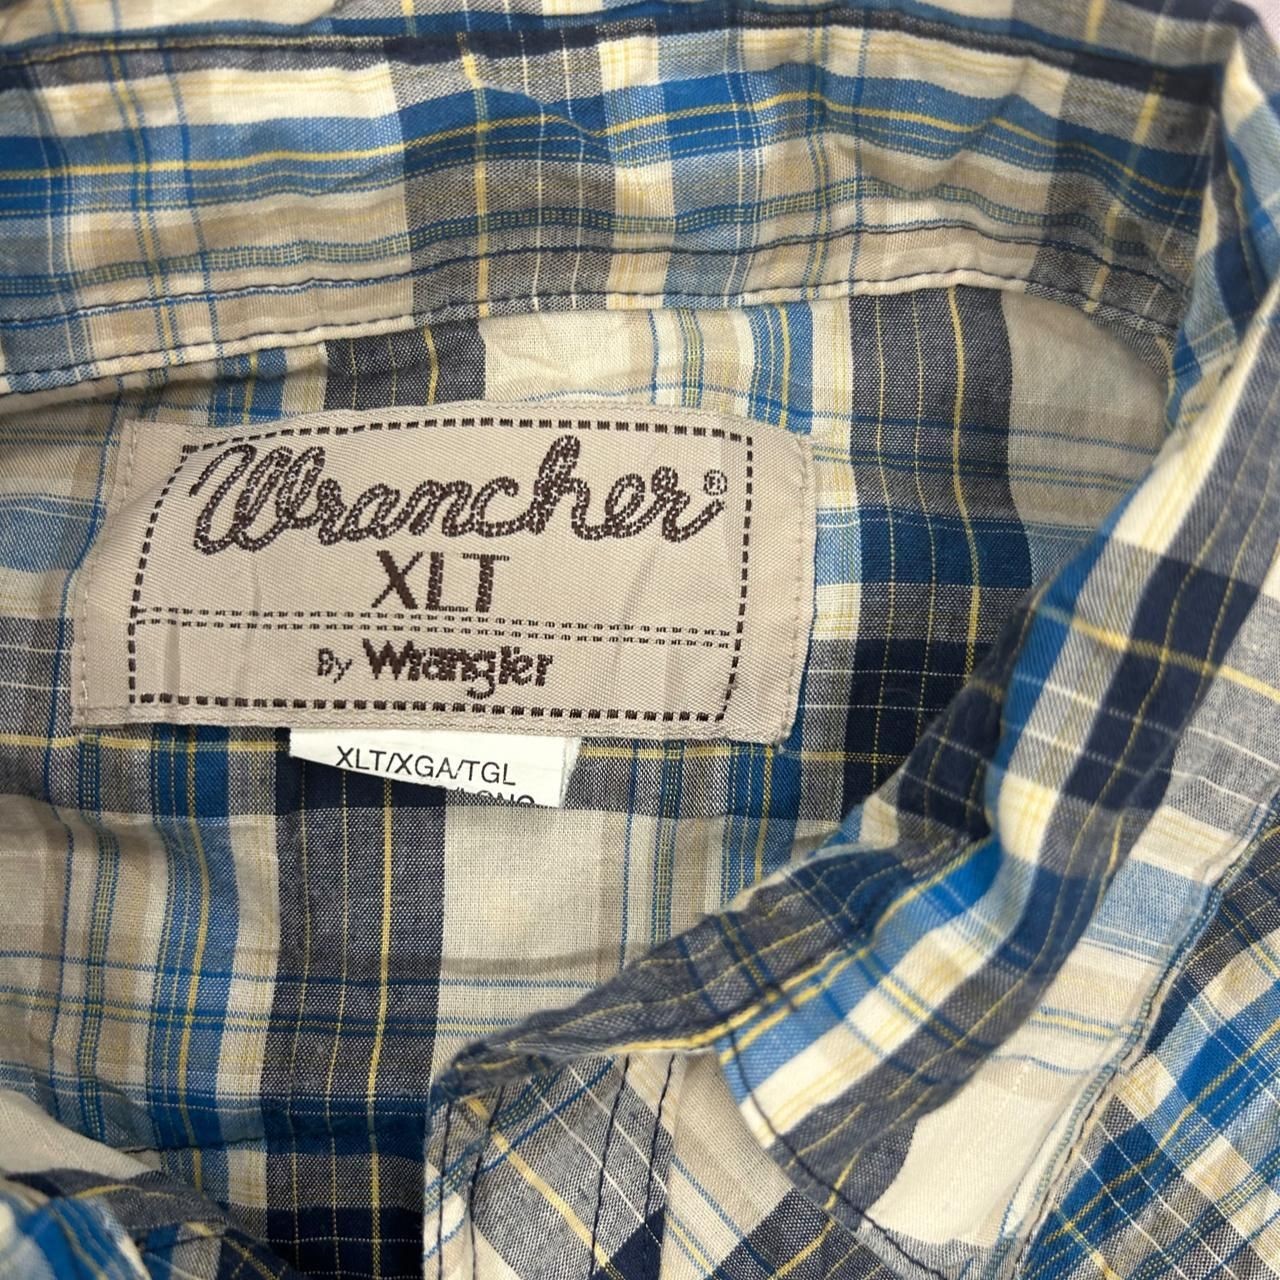 Wrancher®
XLT
By Wrangler
XLT/XGA/TGL